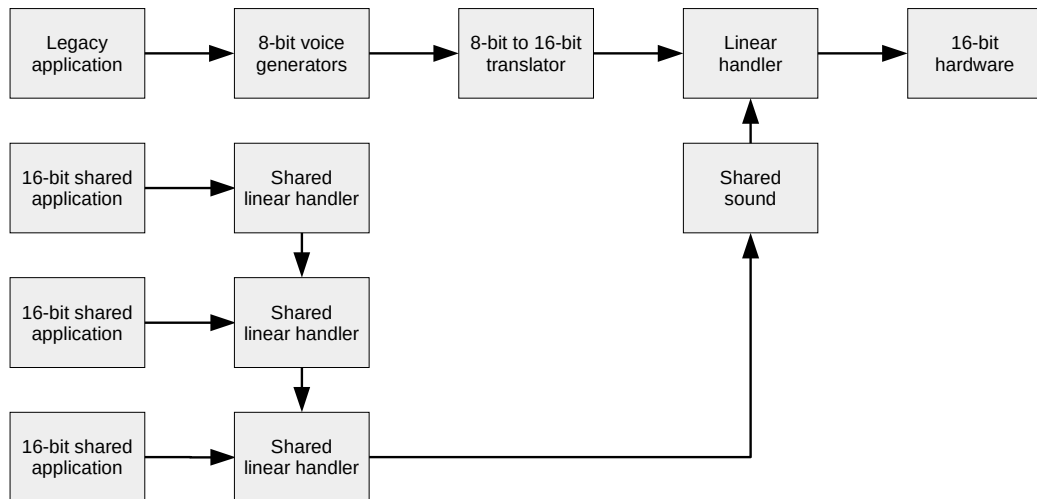 Legacy
application
8-bit voice
generators
8-bit to 16-bit
translator
Linear
handler
16-bit
hardware
16-bit shared
application
Shared
linear handler
Shared
sound
16-bit shared
application
Shared
linear handler
16-bit shared
application
Shared
linear handler